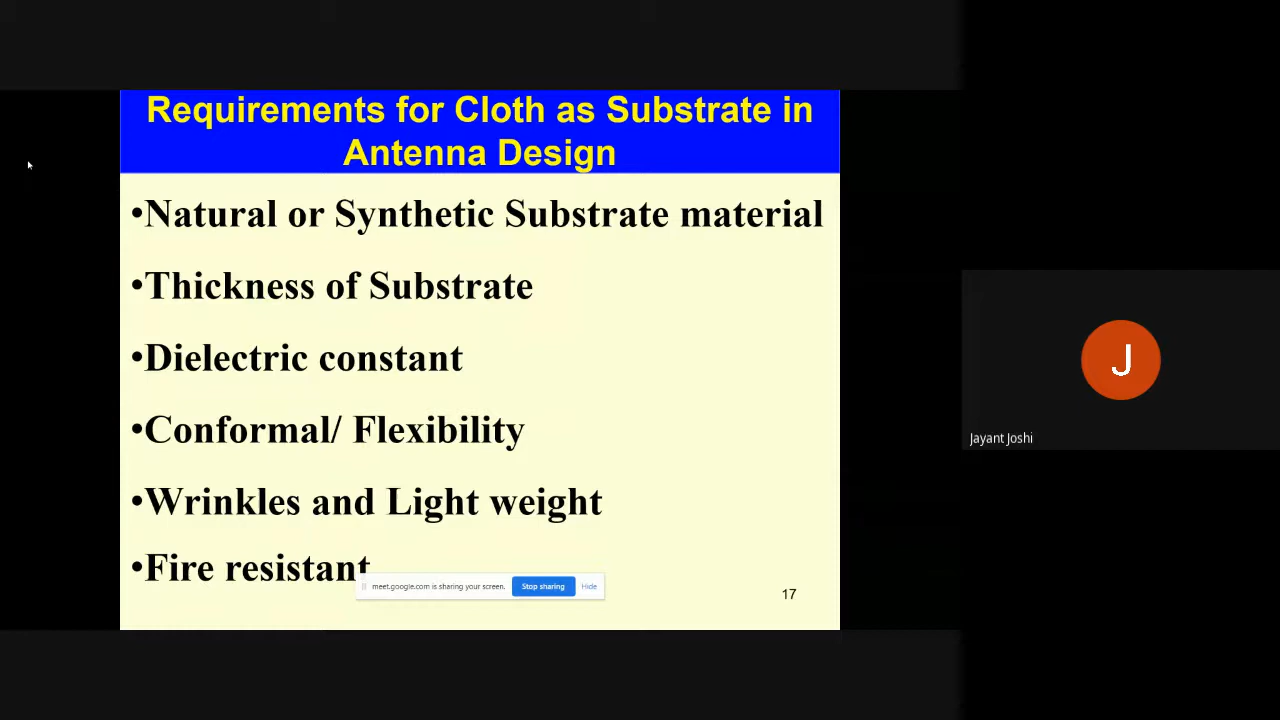 Requirements for Cloth as Substrate in
Antenna Design
•Natural or Synthetic Substrate material
•Thickness of Substrate
•Dielectric constant
•Conformal/ Flexibility
•Wrinkles and Light weight
•Fire resistant
meet.google.com is sharing your screen. Stop sharing Hide
17
J
Jayant Joshi